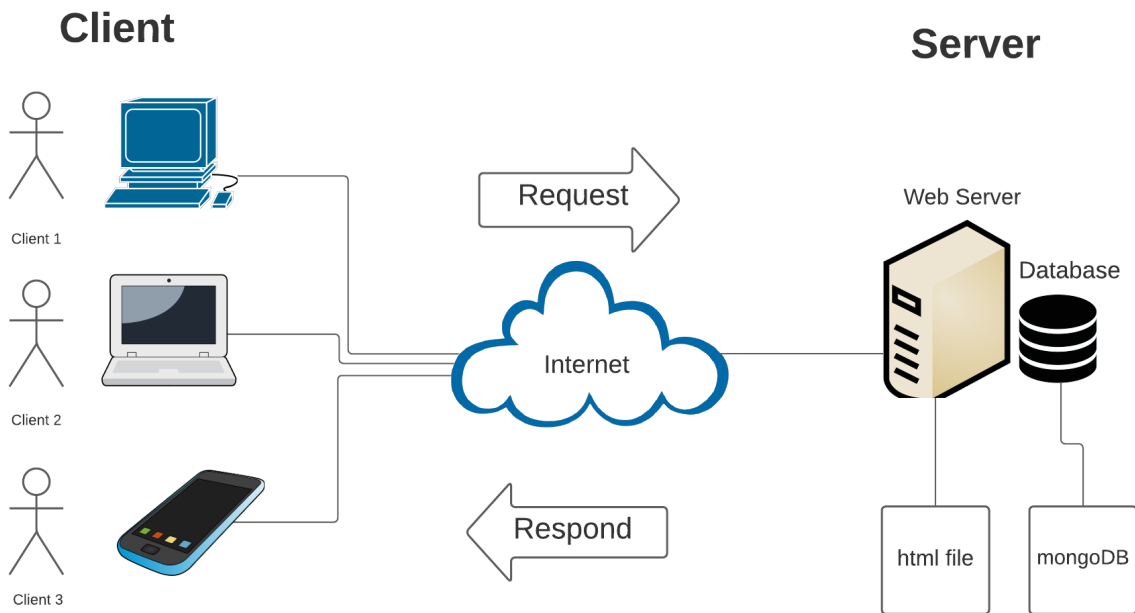 Client
Server
Request
Web Server
Client 1
Database
Internet
Client 2
Respond
html file
mongoDB
Client 3